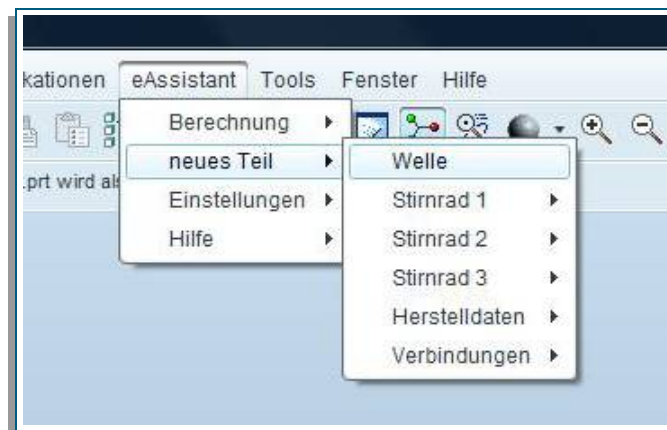 kationen eAssistant Tools Fenster Hilfe
Berechnung
neues Teil
.prt wird al
Einstellungen
Hilfe
Welle
Stirnrad 1
Stirnrad 2
Stirnrad 3
Herstelldaten
Verbindungen